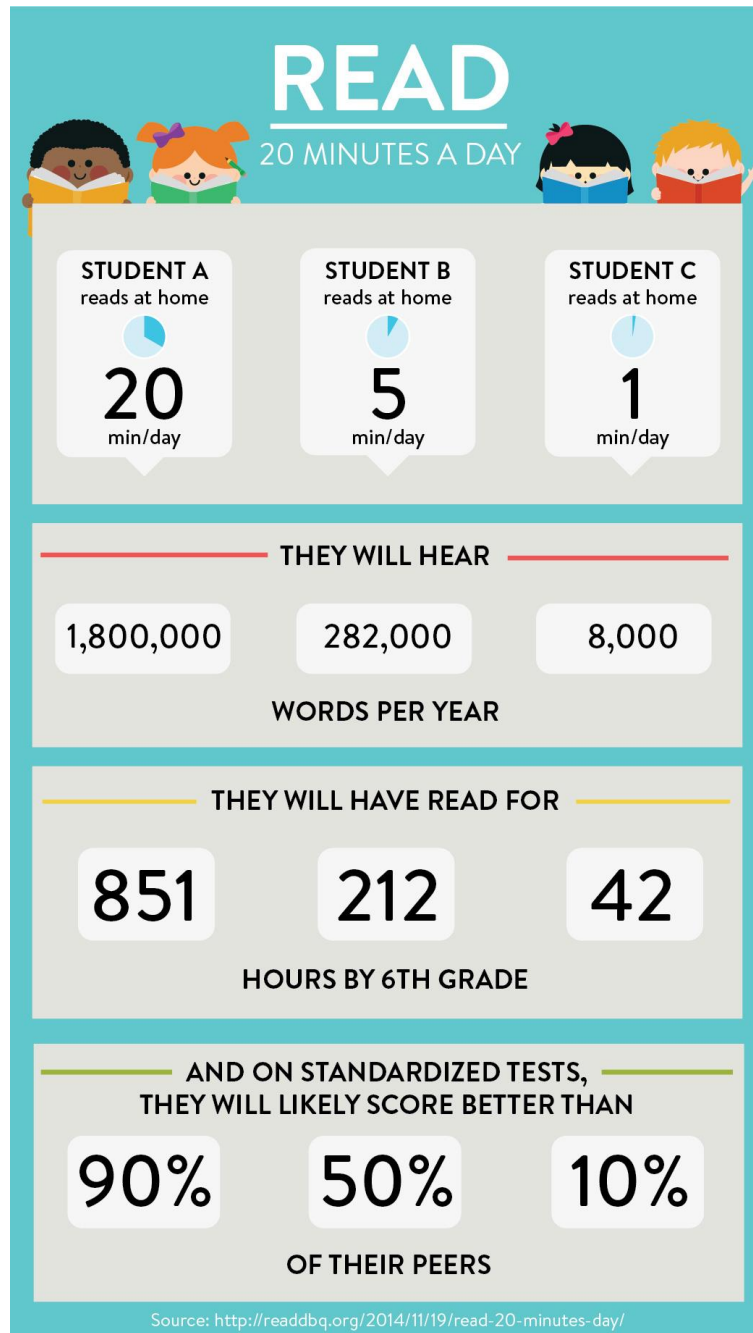 READ
20 MINUTES A DAY
STUDENT A
reads at home
20
min/day
STUDENT B
reads at home
5
min/day
STUDENT C
reads at home
1
min/day
THEY WILL HEAR
1,800,000 282,000 8,000
WORDS PER YEAR
THEY WILL HAVE READ FOR
851 212 42
HOURS BY 6TH GRADE
AND ON STANDARDIZED TESTS,
THEY WILL LIKELY SCORE BETTER THAN
90% 50% 10%
OF THEIR PEERS
Source: http://readdbq.org/2014/11/19/read-20-minutes-day/